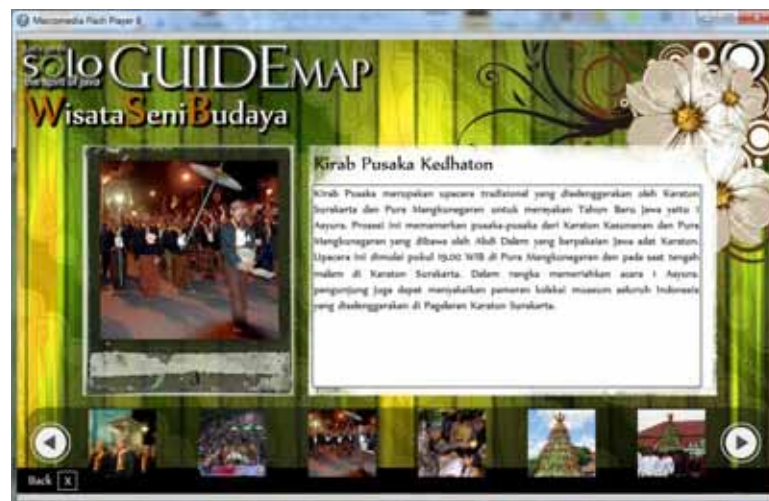 Macromedia Flash Player 8
solo GUIDE MAP
the spirit of java
Wisata Seni Budaya
Kirab Pusaka Kedhaton
Kirab Pusaka merupakan upacara tradisional yang diselenggarakan oleh Karaton
Surakarta dan Pura Mangkunegaran untuk merayakan Tahun Baru Jawa yaitu 1
Asyura. Prosesi ini memamerkan pusaka-pusaka dari Karaton Kasunanan dan Pura
Mangkunegaran yang dibawa oleh Abdi Dalem yang berpakaian Jawa adat Karaton.
Upacara ini dimulai pukul 19.00 WIB di Pura Mangkunegaran dan pada saat tengah
malam di Karaton Surakarta. Dalam rangka memeriahkan acara 1 Asyura,
pengunjung juga dapat menyaksikan pameran koleksi museum seluruh Indonesia
yang diselenggarakan di Pagelaran Karaton Surakarta.
Back X